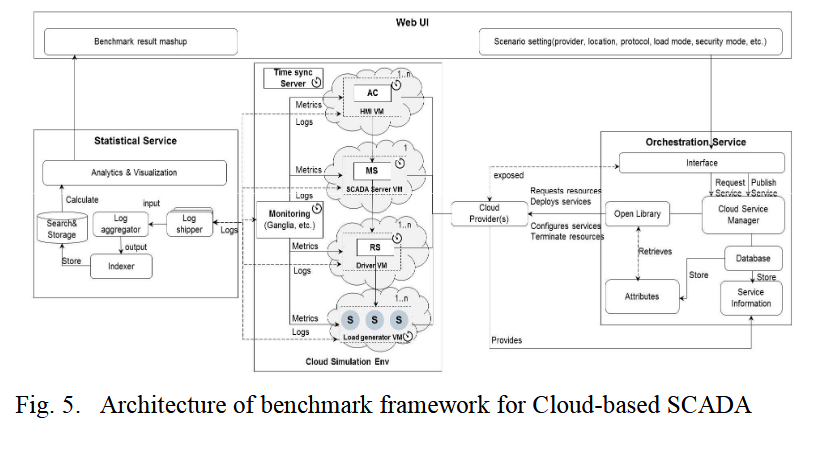 Web UI
Benchmark result mashup
Scenario setting(provider, location, protocol, load mode, security mode, etc.)
Time sync
Server
1..n
AC
HMI VM
Metrics
Logs
Statistical Service
Analytics & Visualization
Calculate
input
Search&
Storage
Log
aggregator
Log
shipper
Logs
output
Store
Indexer
1
MS
SCADA Server VM
Metrics
Logs
Monitoring
(Ganglia, etc.)
1..n
RS
Driver VM
Metrics
Logs
1..n
S S S
Load generator VM
Metrics
Logs
Cloud Simulation Env
Cloud
Provider(s)
exposed
Requests resources
Deploys services
Configures services
Terminate resources
Provides
Orchestration Service
Interface
Request Publish
Service Service
Open Library
Cloud Service
Manager
Retrieves
Database
Store
Store
Attributes
Service
Information
Fig. 5. Architecture of benchmark framework for Cloud-based SCADA